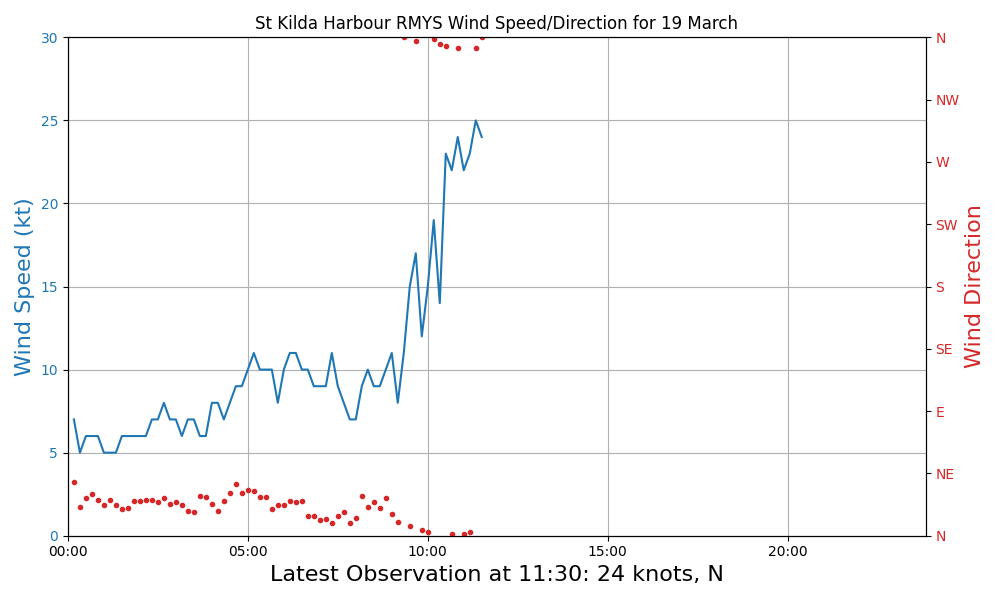 St Kilda Harbour RMYS Wind Speed/Direction for 19 March
30
25
20
15
10
5
0
Wind Speed (kt)
N
NW
W
SW
S
SE
E
NE
N
Wind Direction
00:00 05:00 10:00 15:00 20:00
Latest Observation at 11:30: 24 knots, N